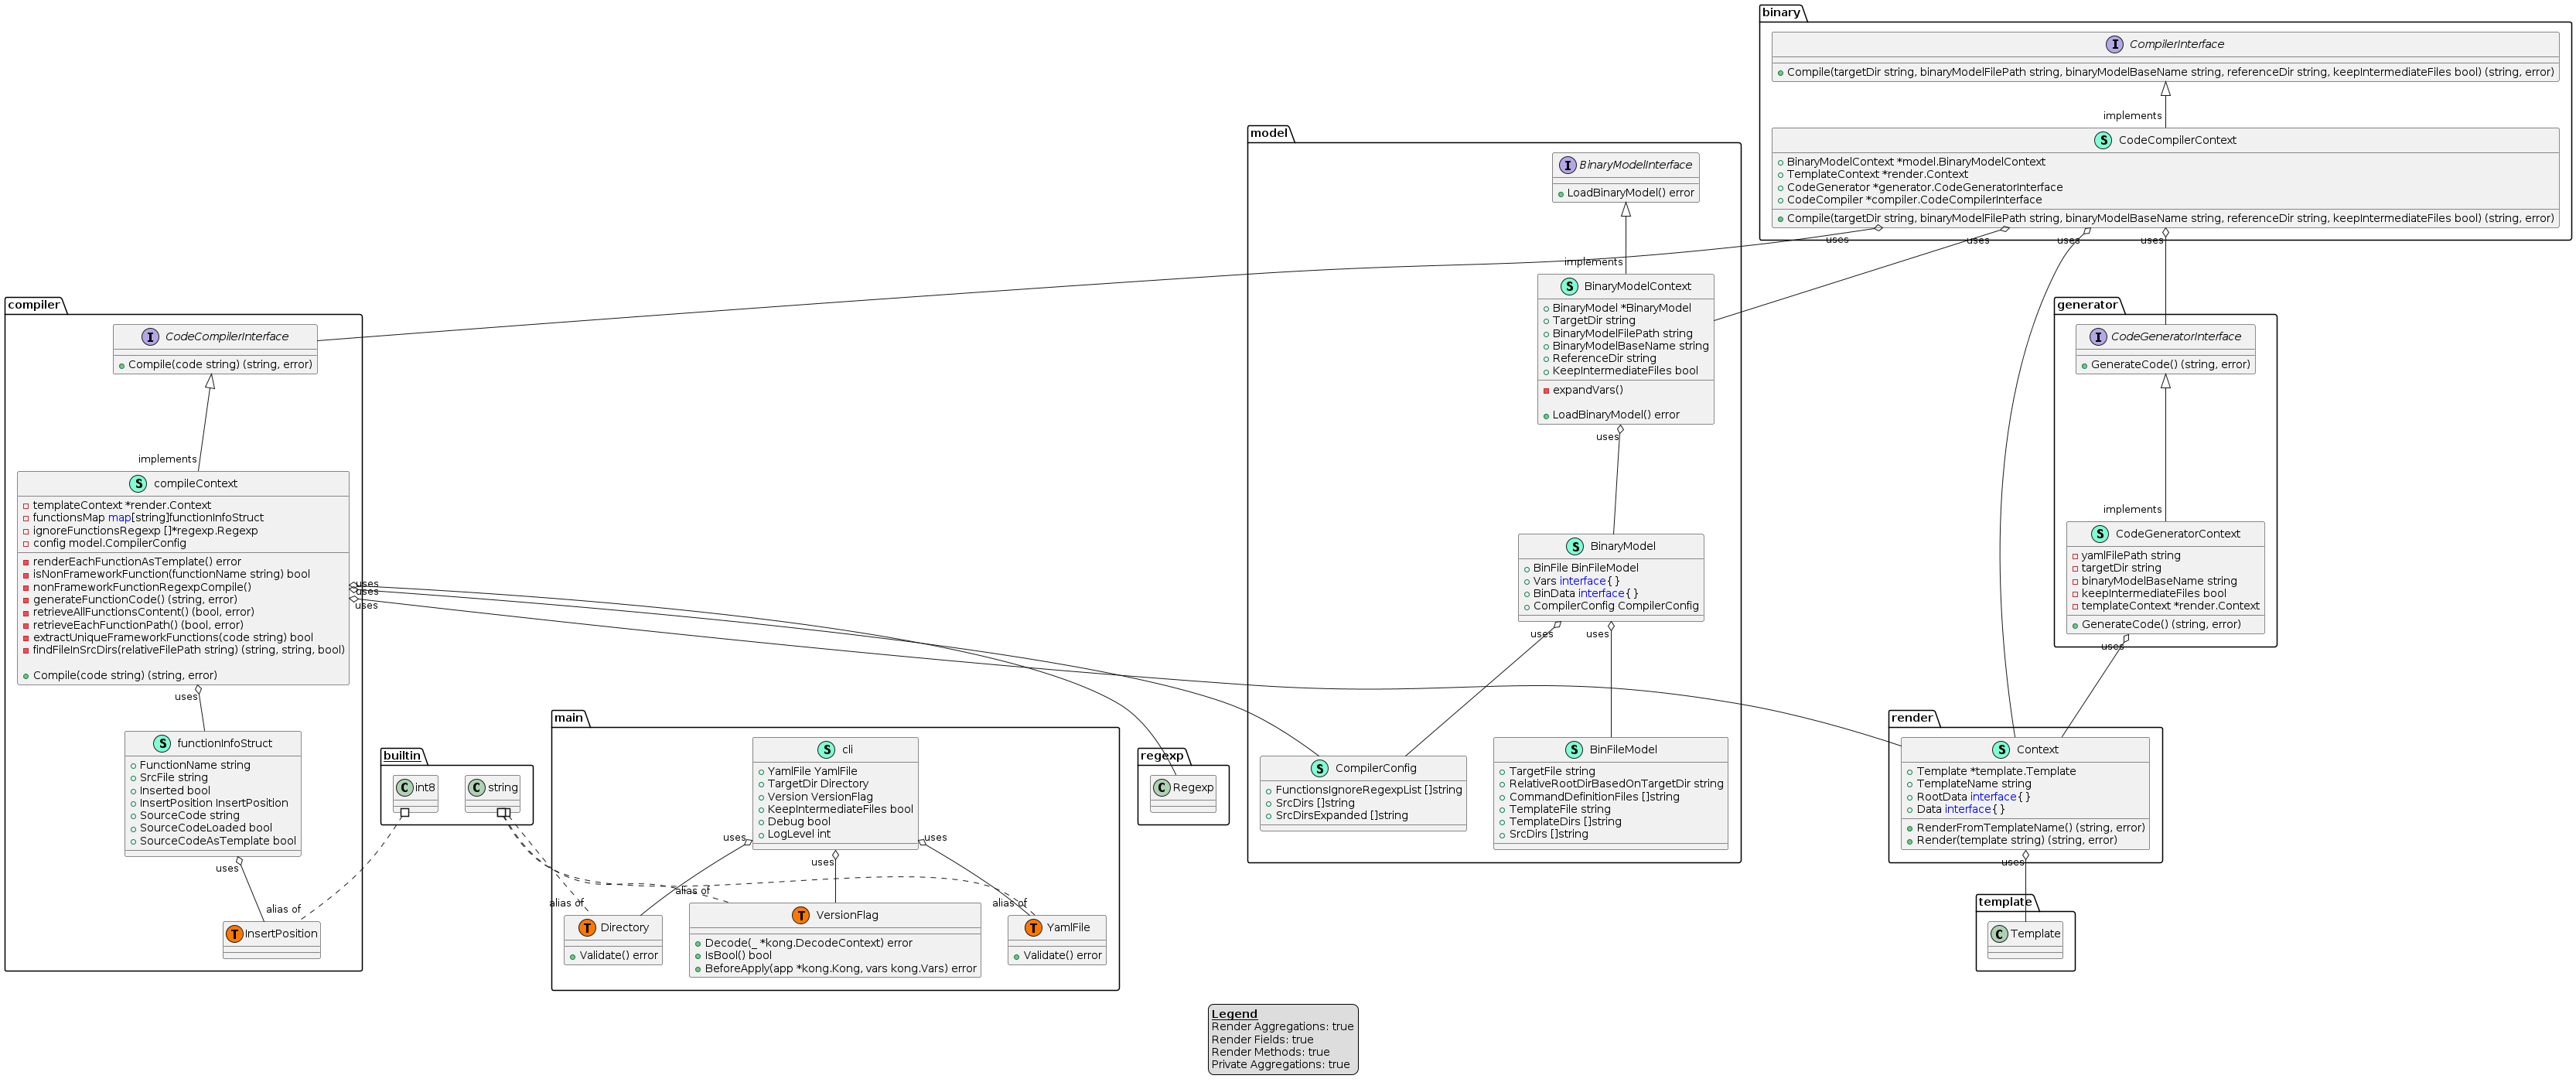 binary
I CompilerInterface
Compile(targetDir string, binaryModelFilePath string, binaryModelBaseName string, referenceDir string, keepIntermediateFiles bool) (string, error)
implements
S CodeCompilerContext
BinaryModelContext *model.BinaryModelContext
TemplateContext *render.Context
CodeGenerator *generator.CodeGeneratorInterface
CodeCompiler *compiler.CodeCompilerInterface
Compile(targetDir string, binaryModelFilePath string, binaryModelBaseName string, referenceDir string, keepIntermediateFiles bool) (string, error)
uses
uses
uses
uses
model
I BinaryModelInterface
LoadBinaryModel() error
implements
S BinaryModelContext
BinaryModel *BinaryModel
TargetDir string
BinaryModelFilePath string
BinaryModelBaseName string
ReferenceDir string
KeepIntermediateFiles bool
expandVars()
LoadBinaryModel() error
uses
S BinaryModel
BinFile BinFileModel
Vars interface{}
BinData interface{}
CompilerConfig CompilerConfig
uses
uses
S CompilerConfig
FunctionsIgnoreRegexpList []string
SrcDirs []string
SrcDirsExpanded []string
S BinFileModel
TargetFile string
RelativeRootDirBasedOnTargetDir string
CommandDefinitionFiles []string
TemplateFile string
TemplateDirs []string
SrcDirs []string
generator
I CodeGeneratorInterface
GenerateCode() (string, error)
implements
S CodeGeneratorContext
yamlFilePath string
targetDir string
binaryModelBaseName string
keepIntermediateFiles bool
templateContext *render.Context
GenerateCode() (string, error)
uses
compiler
I CodeCompilerInterface
Compile(code string) (string, error)
implements
S compileContext
templateContext *render.Context
functionsMap map[string]functionInfoStruct
ignoreFunctionsRegexp []*regexp.Regexp
config model.CompilerConfig
renderEachFunctionAsTemplate() error
isNonFrameworkFunction(functionName string) bool
nonFrameworkFunctionRegexpCompile()
generateFunctionCode() (string, error)
retrieveAllFunctionsContent() (bool, error)
retrieveEachFunctionPath() (bool, error)
extractUniqueFrameworkFunctions(code string) bool
findFileInSrcDirs(relativeFilePath string) (string, string, bool)
Compile(code string) (string, error)
uses
uses
uses
uses
S functionInfoStruct
FunctionName string
SrcFile string
Inserted bool
InsertPosition InsertPosition
SourceCode string
SourceCodeLoaded bool
SourceCodeAsTemplate bool
uses
alias of
T InsertPosition
builtin
C int8
C string
main
S cli
YamlFile YamlFile
TargetDir Directory
Version VersionFlag
KeepIntermediateFiles bool
Debug bool
LogLevel int
uses
uses
uses
alias of
alias of
alias of
T Directory
Validate() error
T VersionFlag
Decode(_ *kong.DecodeContext) error
IsBool() bool
BeforeApply(app *kong.Kong, vars kong.Vars) error
T YamlFile
Validate() error
regexp
C Regexp
render
S Context
Template *template.Template
TemplateName string
RootData interface{}
Data interface{}
RenderFromTemplateName() (string, error)
Render(template string) (string, error)
uses
template
C Template
Legend
Render Aggregations: true
Render Fields: true
Render Methods: true
Private Aggregations: true